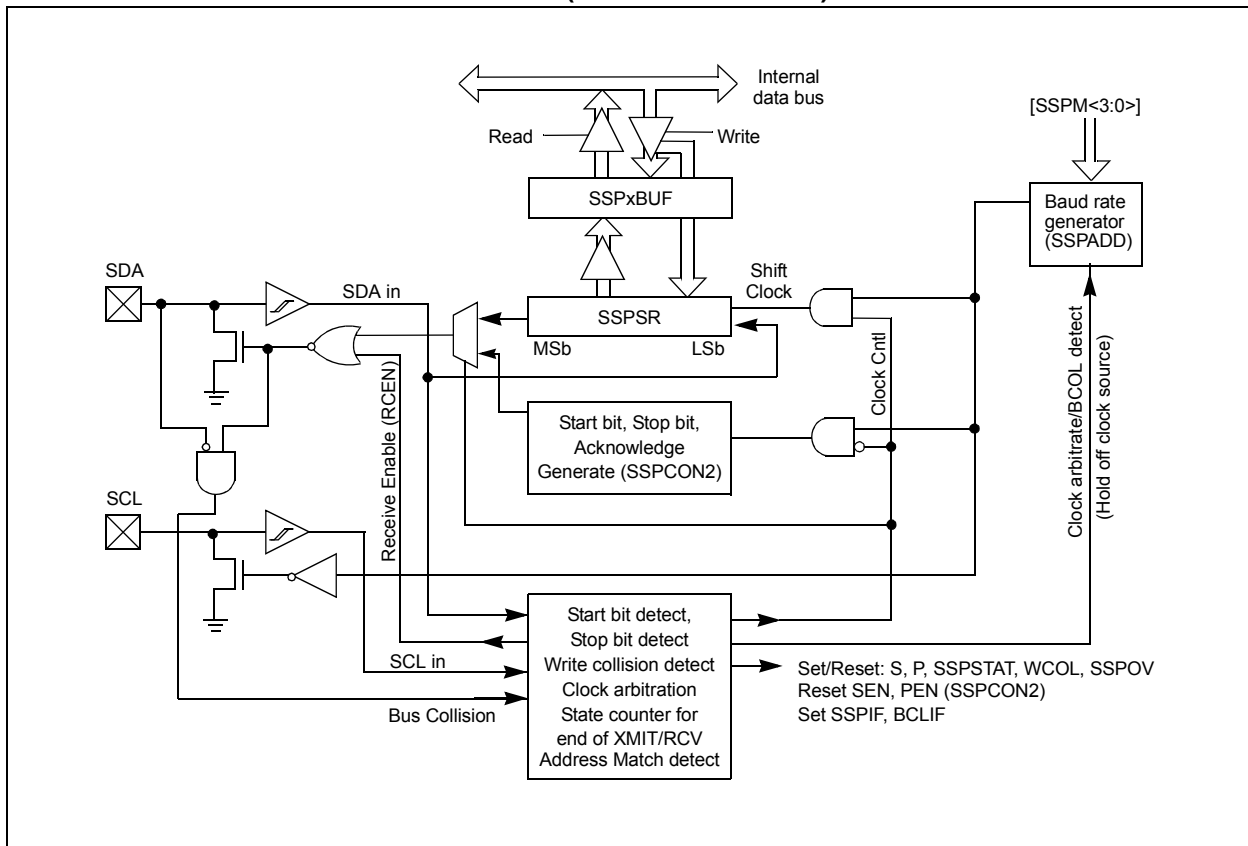 Internal
data bus
[SSPM<3:0>]
Read
Write
SSPxBUF
Baud rate
generator
(SSPADD)
SDA
Shift
Clock
SDA in
SSPSR
MSb
LSb
Receive Enable (RCEN)
Clock Cntl
Clock arbitrate/BCOL detect
(Hold off clock source)
Start bit, Stop bit,
Acknowledge
Generate (SSPCON2)
SCL
SCL in
Bus Collision
Start bit detect,
Stop bit detect
Write collision detect
Clock arbitration
State counter for
end of XMIT/RCV
Address Match detect
Set/Reset: S, P, SSPSTAT, WCOL, SSPOV
Reset SEN, PEN (SSPCON2)
Set SSPIF, BCLIF